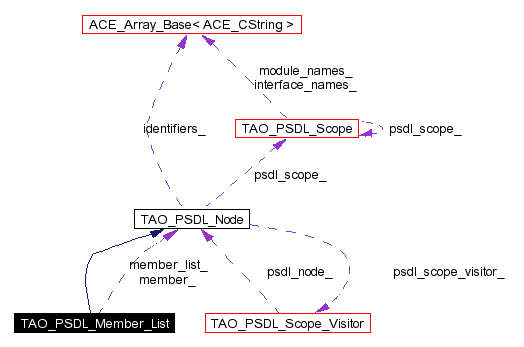 ACE_Array_Base< ACE_CString >
module_names_
interface_names_
identifiers_
TAO_PSDL_Scope
psdl_scope_
psdl_scope_
TAO_PSDL_Node
member_list_
member_
psdl_node_
psdl_scope_visitor_
TAO_PSDL_Member_List
TAO_PSDL_Scope_Visitor